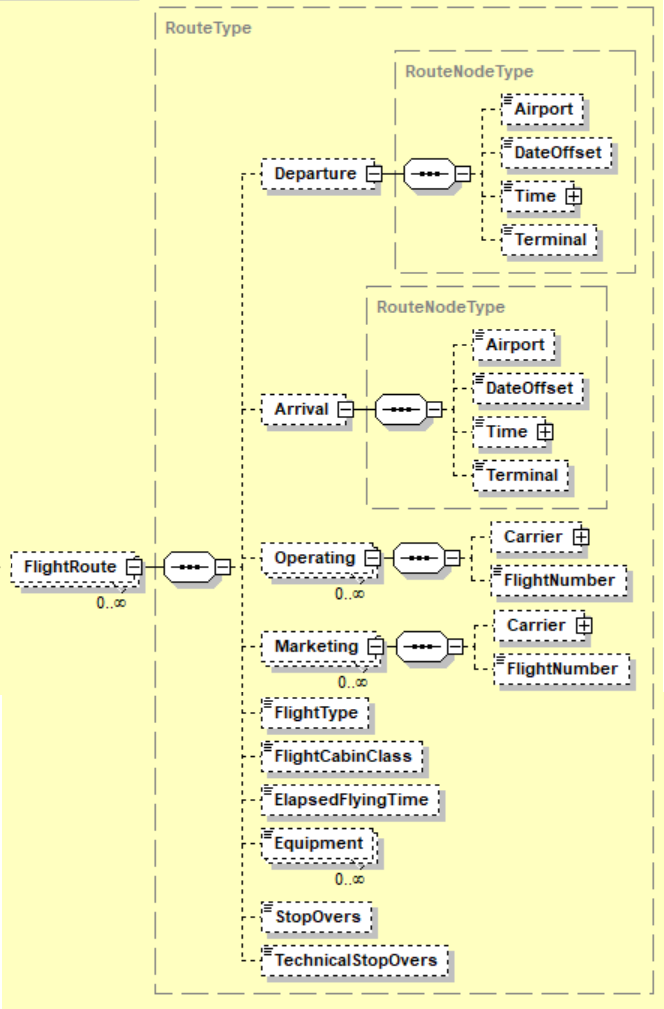 RouteType
RouteNodeType
Airport
DateOffset
Departure
Time
Terminal
RouteNodeType
Airport
DateOffset
Arrival
Time
Terminal
Carrier
Operating
FlightRoute
FlightNumber
0..∞
0..∞
Carrier
Marketing
FlightNumber
0..∞
FlightType
FlightCabinClass
ElapsedFlyingTime
Equipment
0..∞
StopOvers
TechnicalStopOvers